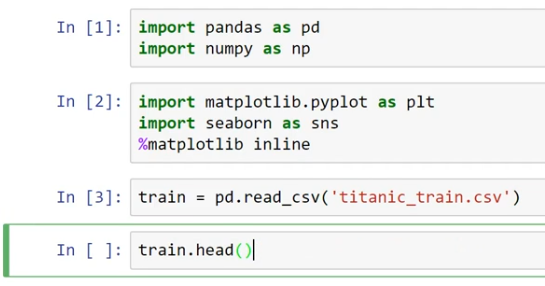 In [1]: import pandas as pd
import numpy as np
In [2]: import matplotlib.pyplot as plt
import seaborn as sns
%matplotlib inline
In [3]: train = pd.read_csv('titanic_train.csv')
In [ ]: train.head()